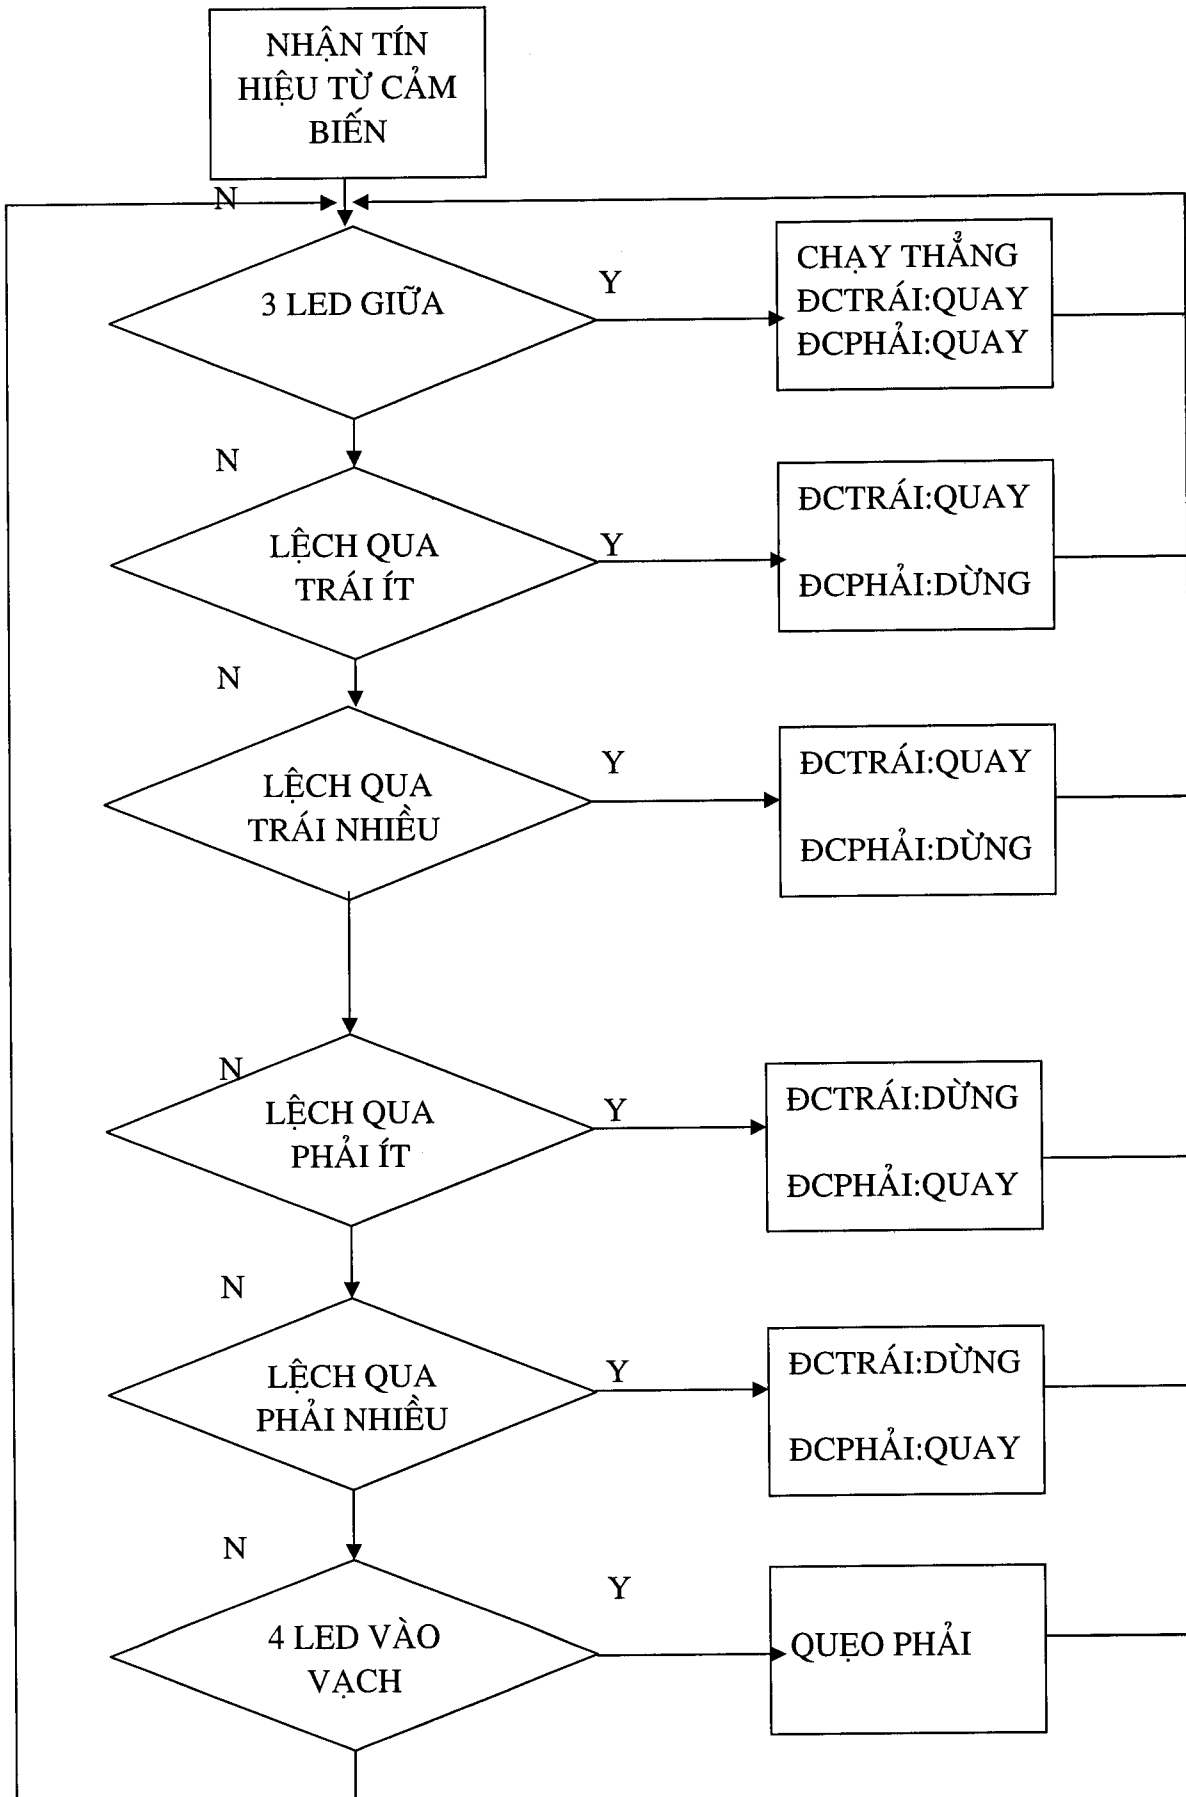 NHẬN TÍN
HIỆU TỪ CẢM
BIẾN
N
3 LED GIỮA
Y
CHẠY THẲNG
ĐCTRÁI:QUAY
ĐCPHẢI:QUAY
N
LỆCH QUA
TRÁI ÍT
Y
ĐCTRÁI:QUAY
ĐCPHẢI:DỪNG
N
LỆCH QUA
TRÁI NHIỀU
Y
ĐCTRÁI:QUAY
ĐCPHẢI:DỪNG
N
LỆCH QUA
PHẢI ÍT
Y
ĐCTRÁI:DỪNG
ĐCPHẢI:QUAY
N
LỆCH QUA
PHẢI NHIỀU
Y
ĐCTRÁI:DỪNG
ĐCPHẢI:QUAY
N
4 LED VÀO
VẠCH
Y
QUẸO PHẢI